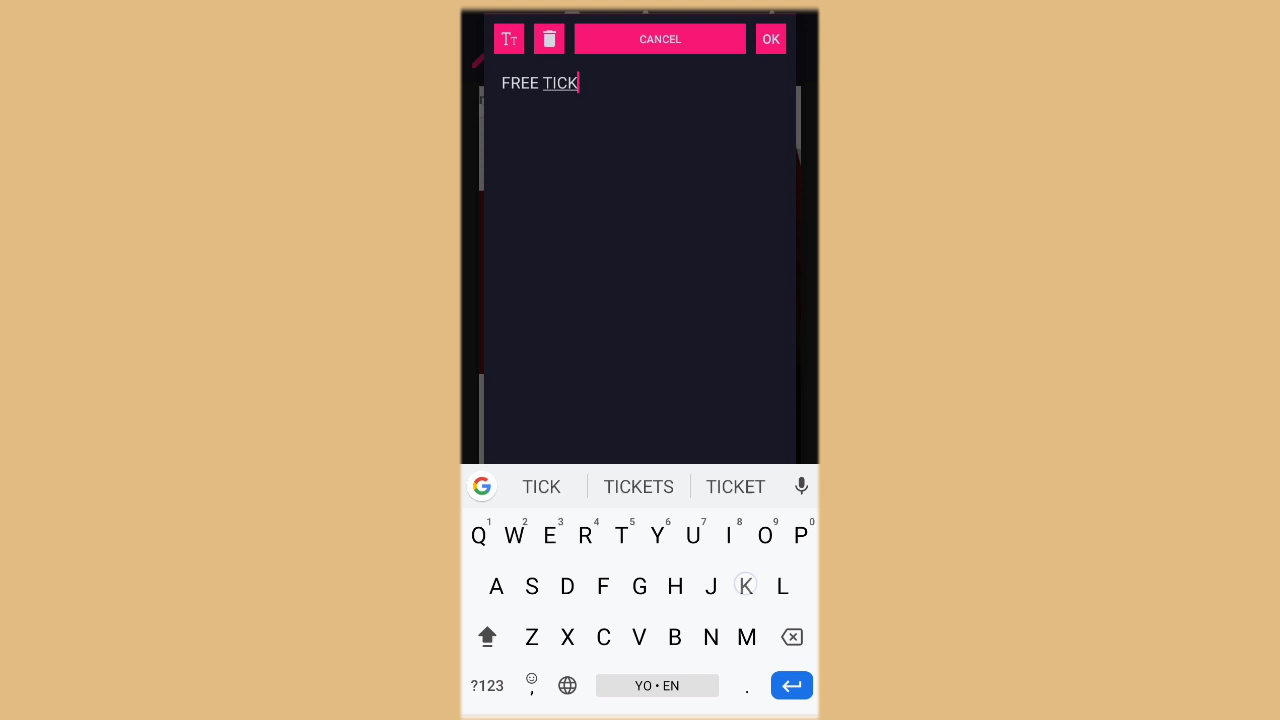 TT CANCEL OK
FREE TICK
TICK TICKETS TICKET
1 2 3 4 5 6 7 8 9 0
Q W E R T Y U I O P
A S D F G H J K L
Z X C V B N M
?123 , YO • EN .